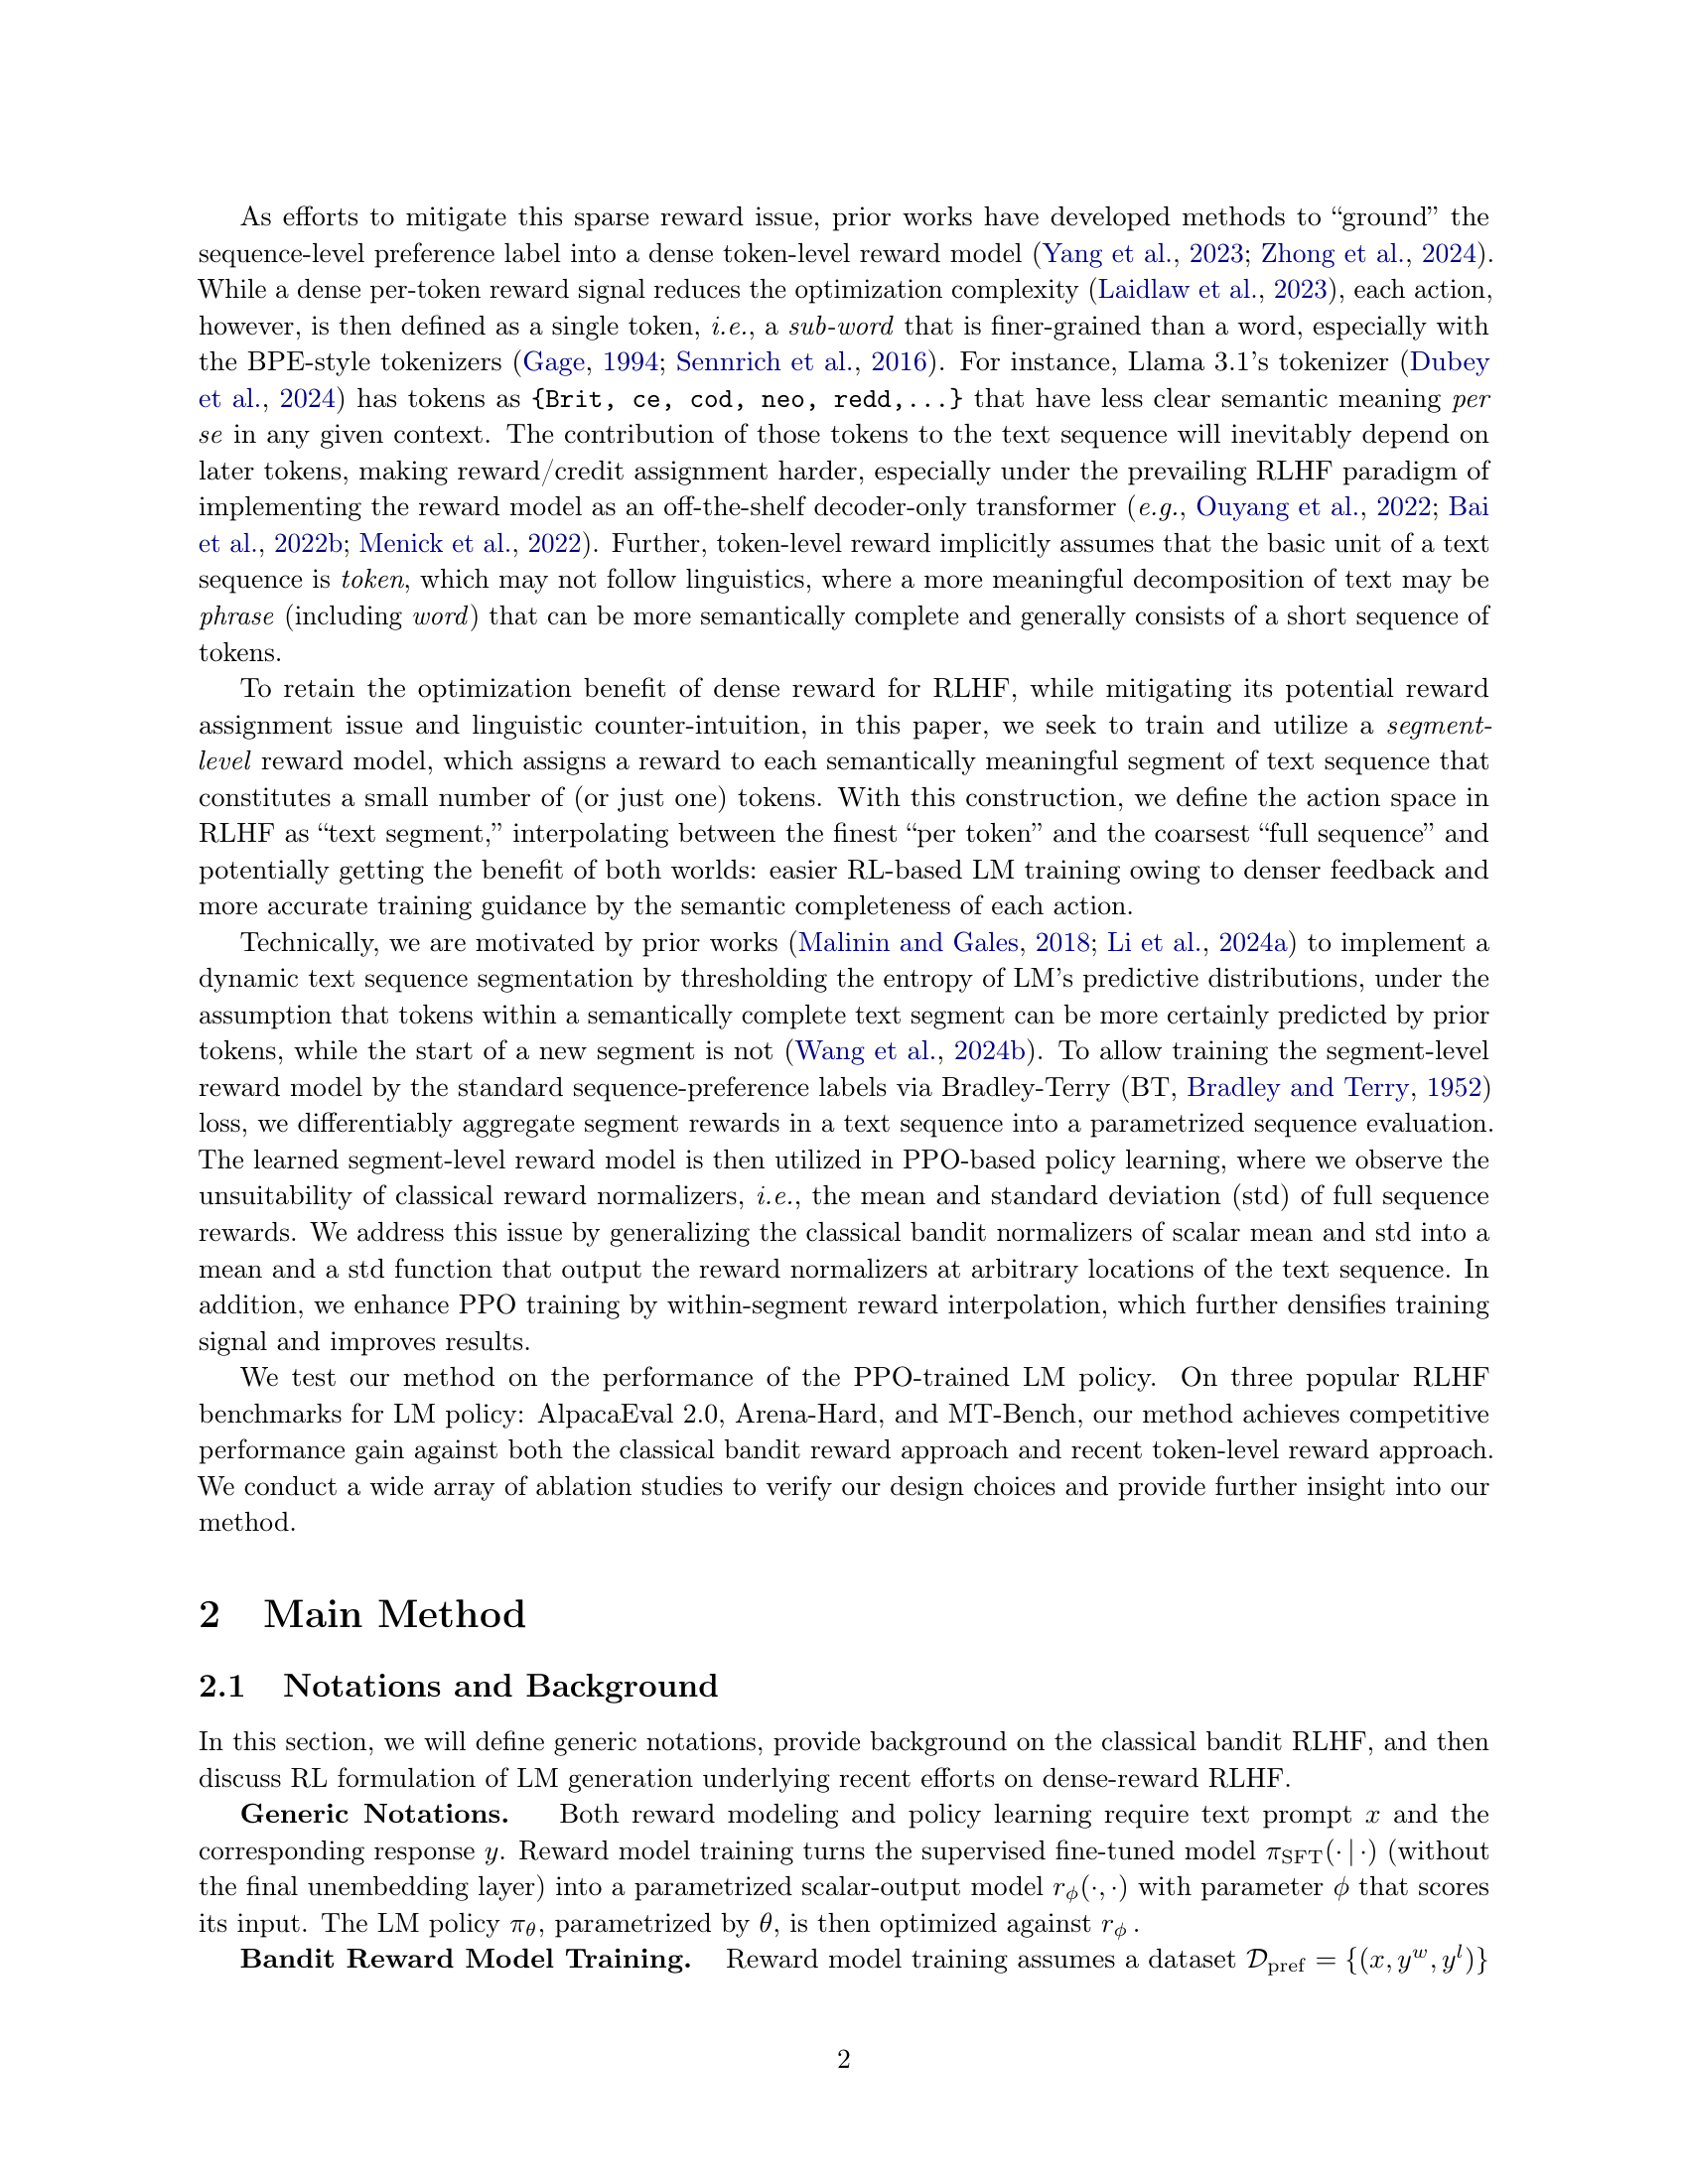 As efforts to mitigate this sparse reward issue, prior works have developed methods to “ground” the
sequence-level preference label into a dense token-level reward model (Yang et al., 2023; Zhong et al., 2024).
While a dense per-token reward signal reduces the optimization complexity (Laidlaw et al., 2023), each action,
however, is then defined as a single token, i.e., a sub-word that is finer-grained than a word, especially with
the BPE-style tokenizers (Gage, 1994; Sennrich et al., 2016). For instance, Llama 3.1’s tokenizer (Dubey
et al., 2024) has tokens as {Brit, ce, cod, neo, redd,...} that have less clear semantic meaning per
se in any given context. The contribution of those tokens to the text sequence will inevitably depend on
later tokens, making reward/credit assignment harder, especially under the prevailing RLHF paradigm of
implementing the reward model as an off-the-shelf decoder-only transformer (e.g., Ouyang et al., 2022; Bai
et al., 2022b; Menick et al., 2022). Further, token-level reward implicitly assumes that the basic unit of a text
sequence is token, which may not follow linguistics, where a more meaningful decomposition of text may be
phrase (including word) that can be more semantically complete and generally consists of a short sequence of
tokens.
To retain the optimization benefit of dense reward for RLHF, while mitigating its potential reward
assignment issue and linguistic counter-intuition, in this paper, we seek to train and utilize a segment-
level reward model, which assigns a reward to each semantically meaningful segment of text sequence that
constitutes a small number of (or just one) tokens. With this construction, we define the action space in
RLHF as “text segment,” interpolating between the finest “per token” and the coarsest “full sequence” and
potentially getting the benefit of both worlds: easier RL-based LM training owing to denser feedback and
more accurate training guidance by the semantic completeness of each action.
Technically, we are motivated by prior works (Malinin and Gales, 2018; Li et al., 2024a) to implement a
dynamic text sequence segmentation by thresholding the entropy of LM’s predictive distributions, under the
assumption that tokens within a semantically complete text segment can be more certainly predicted by prior
tokens, while the start of a new segment is not (Wang et al., 2024b). To allow training the segment-level
reward model by the standard sequence-preference labels via Bradley-Terry (BT, Bradley and Terry, 1952)
loss, we differentiably aggregate segment rewards in a text sequence into a parametrized sequence evaluation.
The learned segment-level reward model is then utilized in PPO-based policy learning, where we observe the
unsuitability of classical reward normalizers, i.e., the mean and standard deviation (std) of full sequence
rewards. We address this issue by generalizing the classical bandit normalizers of scalar mean and std into a
mean and a std function that output the reward normalizers at arbitrary locations of the text sequence. In
addition, we enhance PPO training by within-segment reward interpolation, which further densifies training
signal and improves results.
We test our method on the performance of the PPO-trained LM policy. On three popular RLHF
benchmarks for LM policy: AlpacaEval 2.0, Arena-Hard, and MT-Bench, our method achieves competitive
performance gain against both the classical bandit reward approach and recent token-level reward approach.
We conduct a wide array of ablation studies to verify our design choices and provide further insight into our
method.
2 Main Method
2.1 Notations and Background
In this section, we will define generic notations, provide background on the classical bandit RLHF, and then
discuss RL formulation of LM generation underlying recent efforts on dense-reward RLHF.
Generic Notations. Both reward modeling and policy learning require text prompt x and the
corresponding response y. Reward model training turns the supervised fine-tuned model π_SFT(· | ·) (without
the final unembedding layer) into a parametrized scalar-output model r_ϕ(·, ·) with parameter ϕ that scores
its input. The LM policy π_θ, parametrized by θ, is then optimized against r_ϕ .
Bandit Reward Model Training. Reward model training assumes a dataset 𝒟_pref = {(x, y^w, y^l)}
2